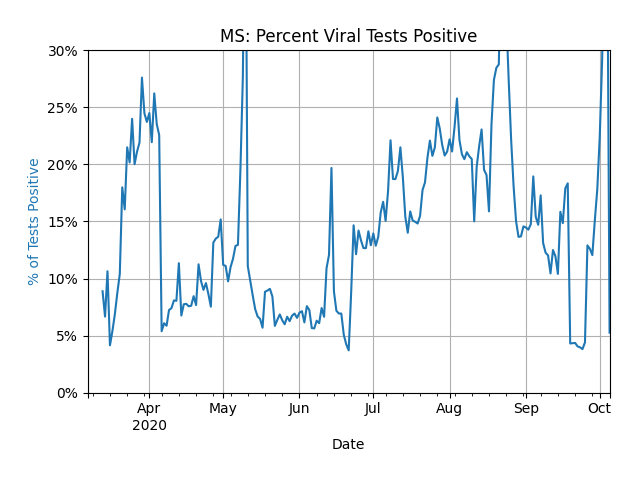 MS: Percent Viral Tests Positive
30%
25%
20%
15%
10%
5%
0%
% of Tests Positive
Apr
May
Jun
Jul
Aug
Sep
Oct
2020
Date